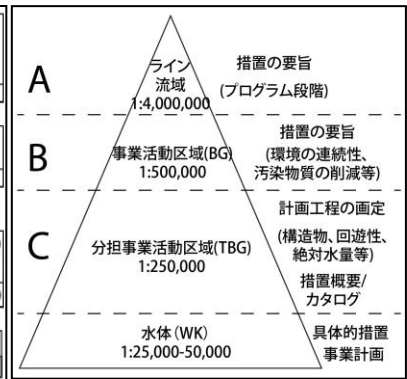 A
ライン
流域
1:4,000,000
措置の要旨
(プログラム段階)
B
事業活動区域(BG)
1:500,000
措置の要旨
(環境の連続性、
汚染物質の削減等)
C
分担事業活動区域(TBG)
1:250,000
計画工程の画定
(構造物、回遊性、
絶対水量等)
措置概要/
カタログ
水体(WK)
1:25,000-50,000
具体的措置
事業計画